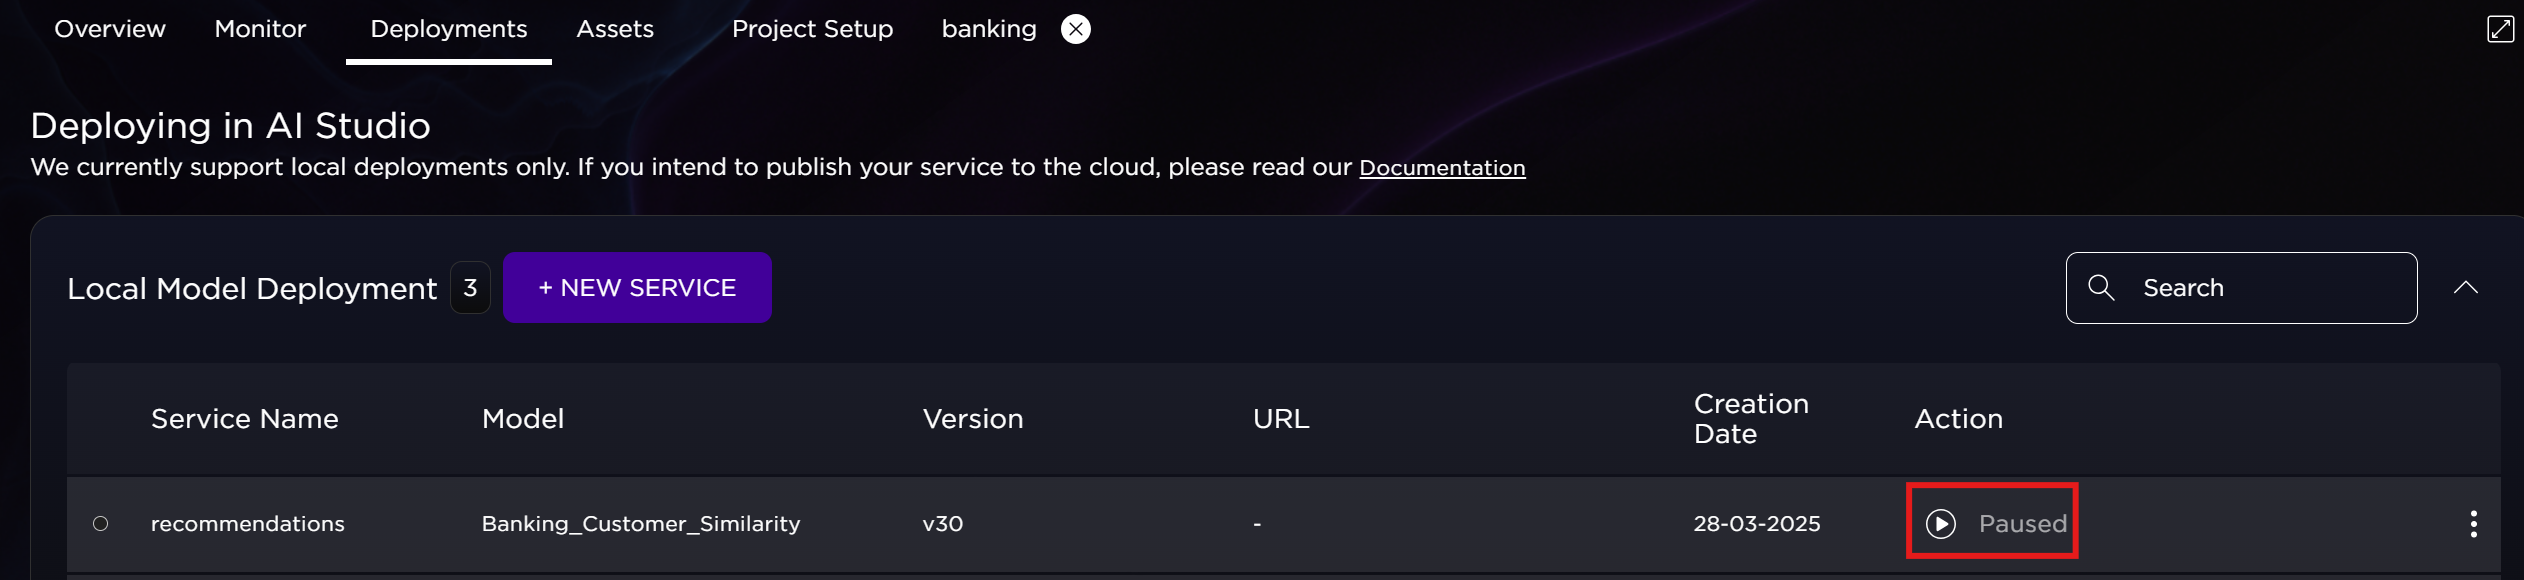 Overview Monitor Deployments Assets Project Setup banking
Deploying in AI Studio
We currently support local deployments only. If you intend to publish your service to the cloud, please read our Documentation
Local Model Deployment 3 + NEW SERVICE Search
Service Name Model Version URL Creation Date Action
recommendations Banking_Customer_Similarity v30 - 28-03-2025 Paused